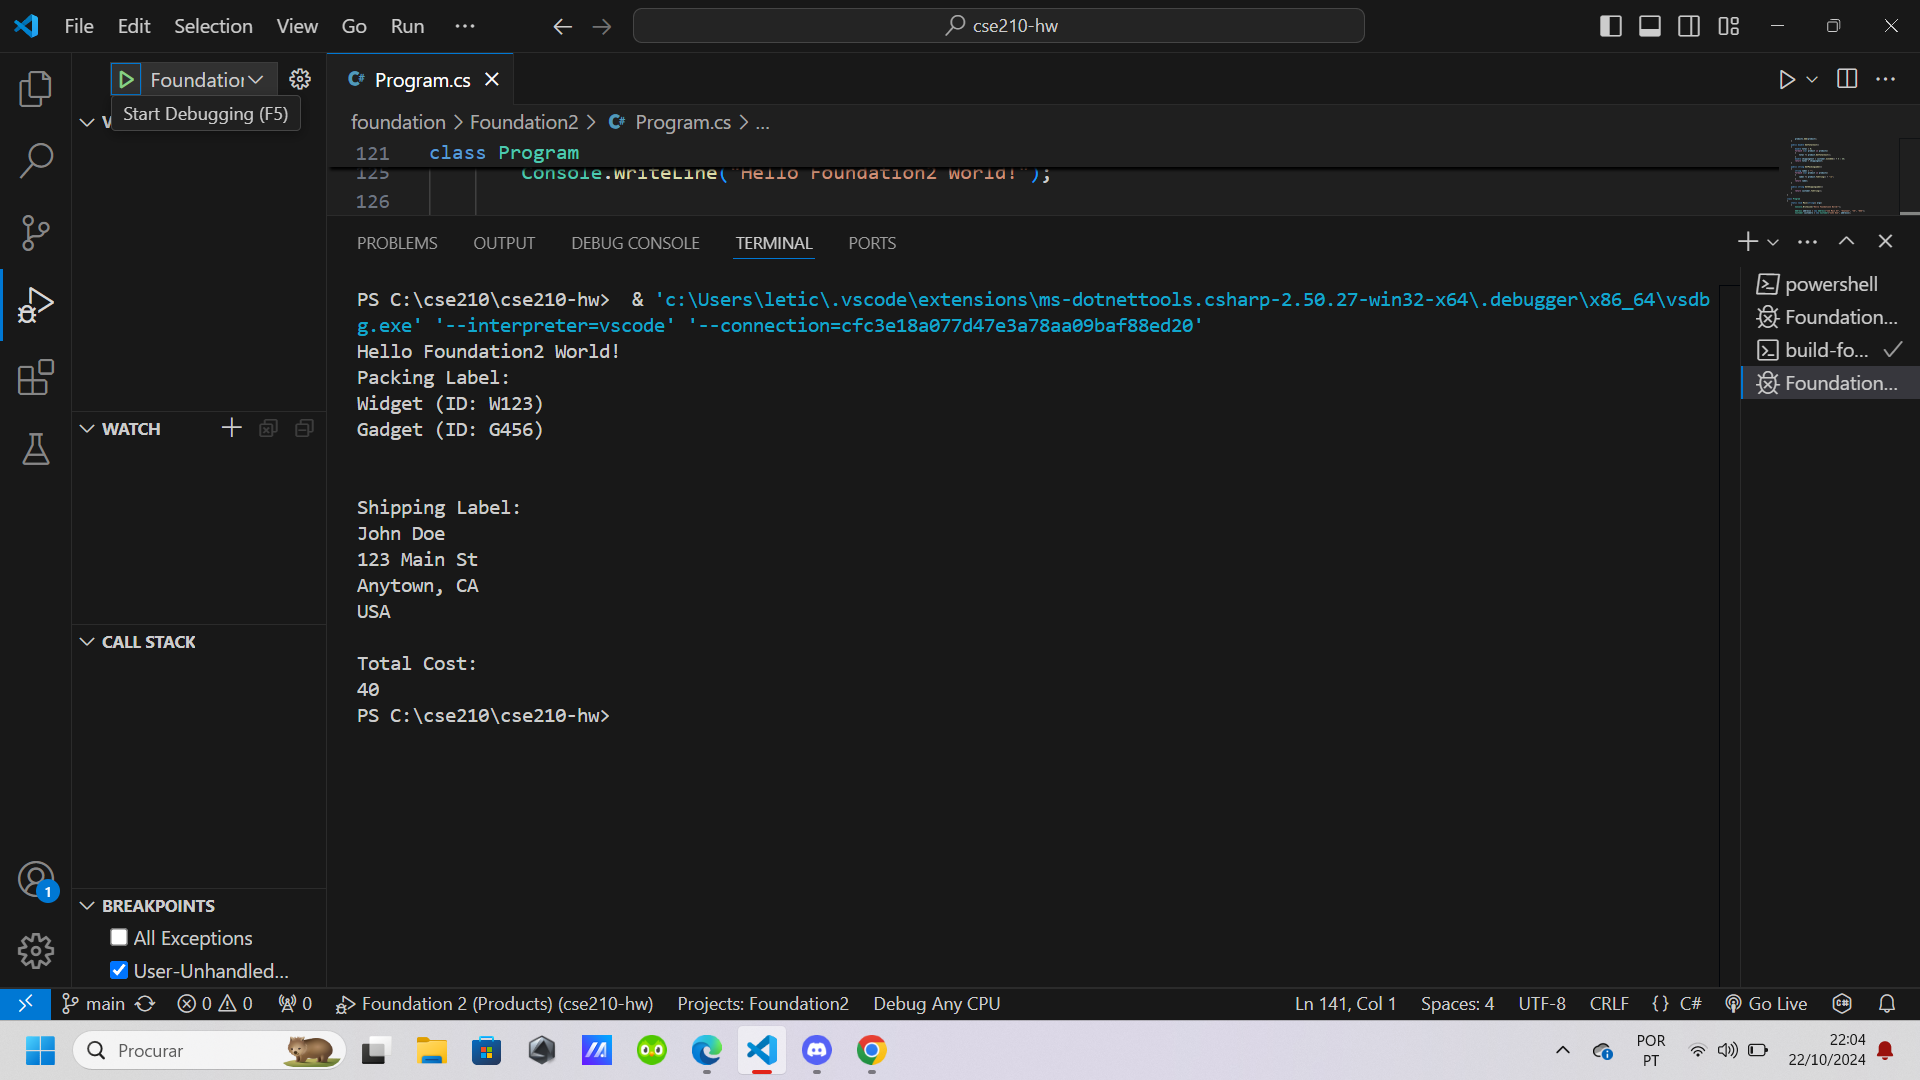 File Edit Selection View Go Run ...
cse210-hw
Foundation
Start Debugging (F5)
Program.cs
foundation > Foundation2 > Program.cs > ...
121 class Program
125 Console.WriteLine("Hello Foundation2 World!");
126
PROBLEMS OUTPUT DEBUG CONSOLE TERMINAL PORTS
PS C:\cse210\cse210-hw>  & 'c:\Users\letic\.vscode\extensions\ms-dotnettools.csharp-2.50.27-win32-x64\.debugger\x86_64\vsdb
g.exe' '--interpreter=vscode' '--connection=cfc3e18a077d47e3a78aa09baf88ed20'
Hello Foundation2 World!
Packing Label:
Widget (ID: W123)
Gadget (ID: G456)
Shipping Label:
John Doe
123 Main St
Anytown, CA
USA
Total Cost:
40
PS C:\cse210\cse210-hw>
powershell
Foundation...
build-fo...
Foundation...
WATCH
CALL STACK
BREAKPOINTS
All Exceptions
User-Unhandled...
1
main 0 0 0 Foundation 2 (Products) (cse210-hw) Projects: Foundation2 Debug Any CPU Ln 141, Col 1 Spaces: 4 UTF-8 CRLF {} C# Go Live
Procurar
POR
PT
22:04
22/10/2024